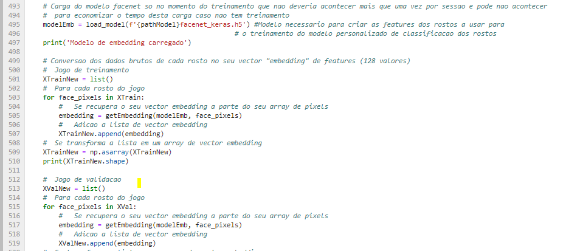 493 # Carga do modelo facenet so no momento do treinamento que nao deveria acontecer mais que uma vez por sessao e pode nao acontecer
494 # para economizar o tempo desta carga caso nao tem treinamento
495 modelEmb = load_model(f'{pathModel}facenet_keras.h5') #Modelo necessario para criar as features dos rostos a usar para
496 # o treinamento do modelo personalizado de classificacao dos rostos
497 print('Modelo de embedding carregado')
498
499 # Conversao dos dados brutos de cada rosto no seu vector "embedding" de features (128 valores)
500 # Jogo de treinamento
501 XTrainNew = list()
502 # Para cada rosto do jogo
503 for face_pixels in XTrain:
504 # Se recupera o seu vector embedding a parte do seu array de pixels
505 embedding = getEmbedding(modelEmb, face_pixels)
506 # Adicao a lista de vector embedding
507 XTrainNew.append(embedding)
508 # Se transforma a lista em um array de vector embedding
509 XTrainNew = np.asarray(XTrainNew)
510 print(XTrainNew.shape)
511
512 # Jogo de validacao
513 XValNew = list()
514 # Para cada rosto do jogo
515 for face_pixels in XVal:
516 # Se recupera o seu vector embedding a parte do seu array de pixels
517 embedding = getEmbedding(modelEmb, face_pixels)
518 # Adicao a lista de vector embedding
519 XValNew.append(embedding)